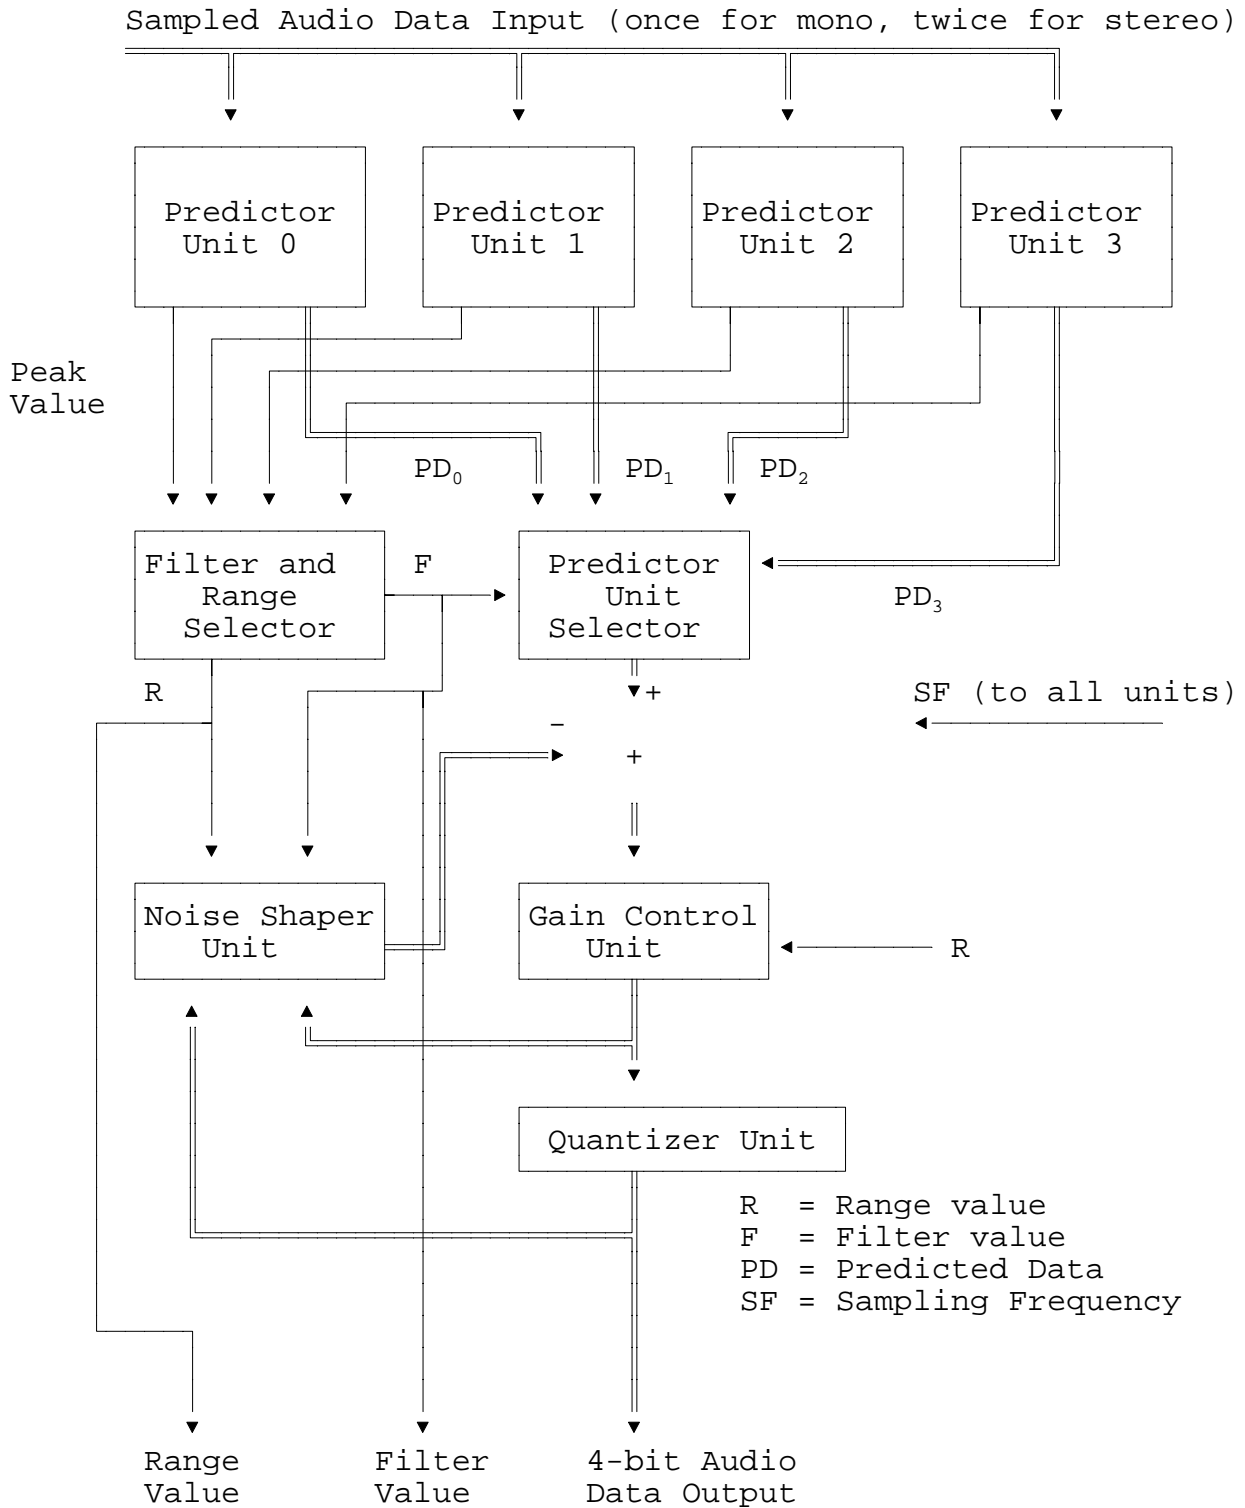 Sampled Audio Data Input (once for mono, twice for stereo)
Predictor
Unit 0
Predictor
Unit 1
Predictor
Unit 2
Predictor
Unit 3
Peak
Value
PD₀
PD₁
PD₂
Filter and
Range
Selector
F
Predictor
Unit
Selector
PD₃
R
+
SF (to all units)
-
+
Noise Shaper
Unit
Gain Control
Unit
R
Quantizer Unit
R = Range value
F = Filter value
PD = Predicted Data
SF = Sampling Frequency
Range
Value
Filter
Value
4-bit Audio
Data Output